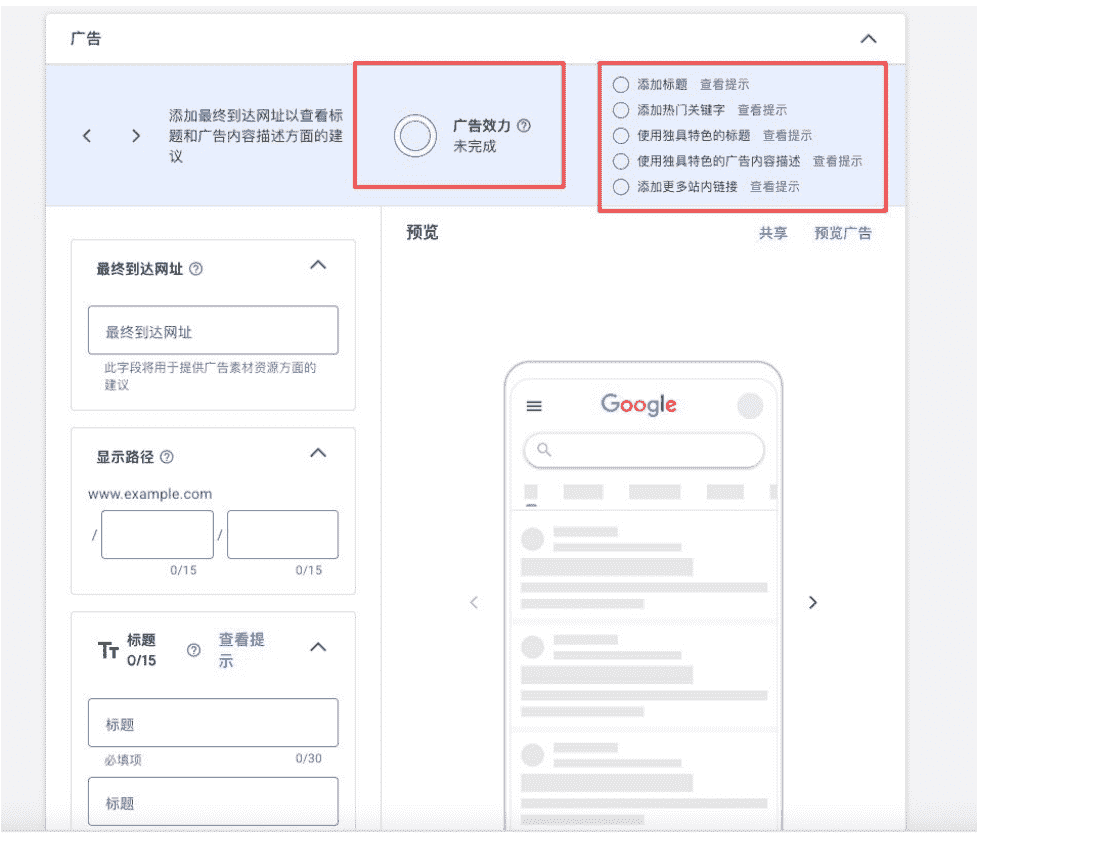 广告
添加最终到达网址以查看标
题和广告内容描述方面的建
议
广告效力
未完成
添加标题 查看提示
添加热门关键字 查看提示
使用独具特色的标题 查看提示
使用独具特色的广告内容描述 查看提示
添加更多站内链接 查看提示
最终到达网址
最终到达网址
此字段将用于提供广告素材资源方面的
建议
显示路径
www.example.com
/ /
0/15 0/15
Tт 标题
0/15
查看提
示
标题
必填项 0/30
标题
预览
共享 预览广告
Google